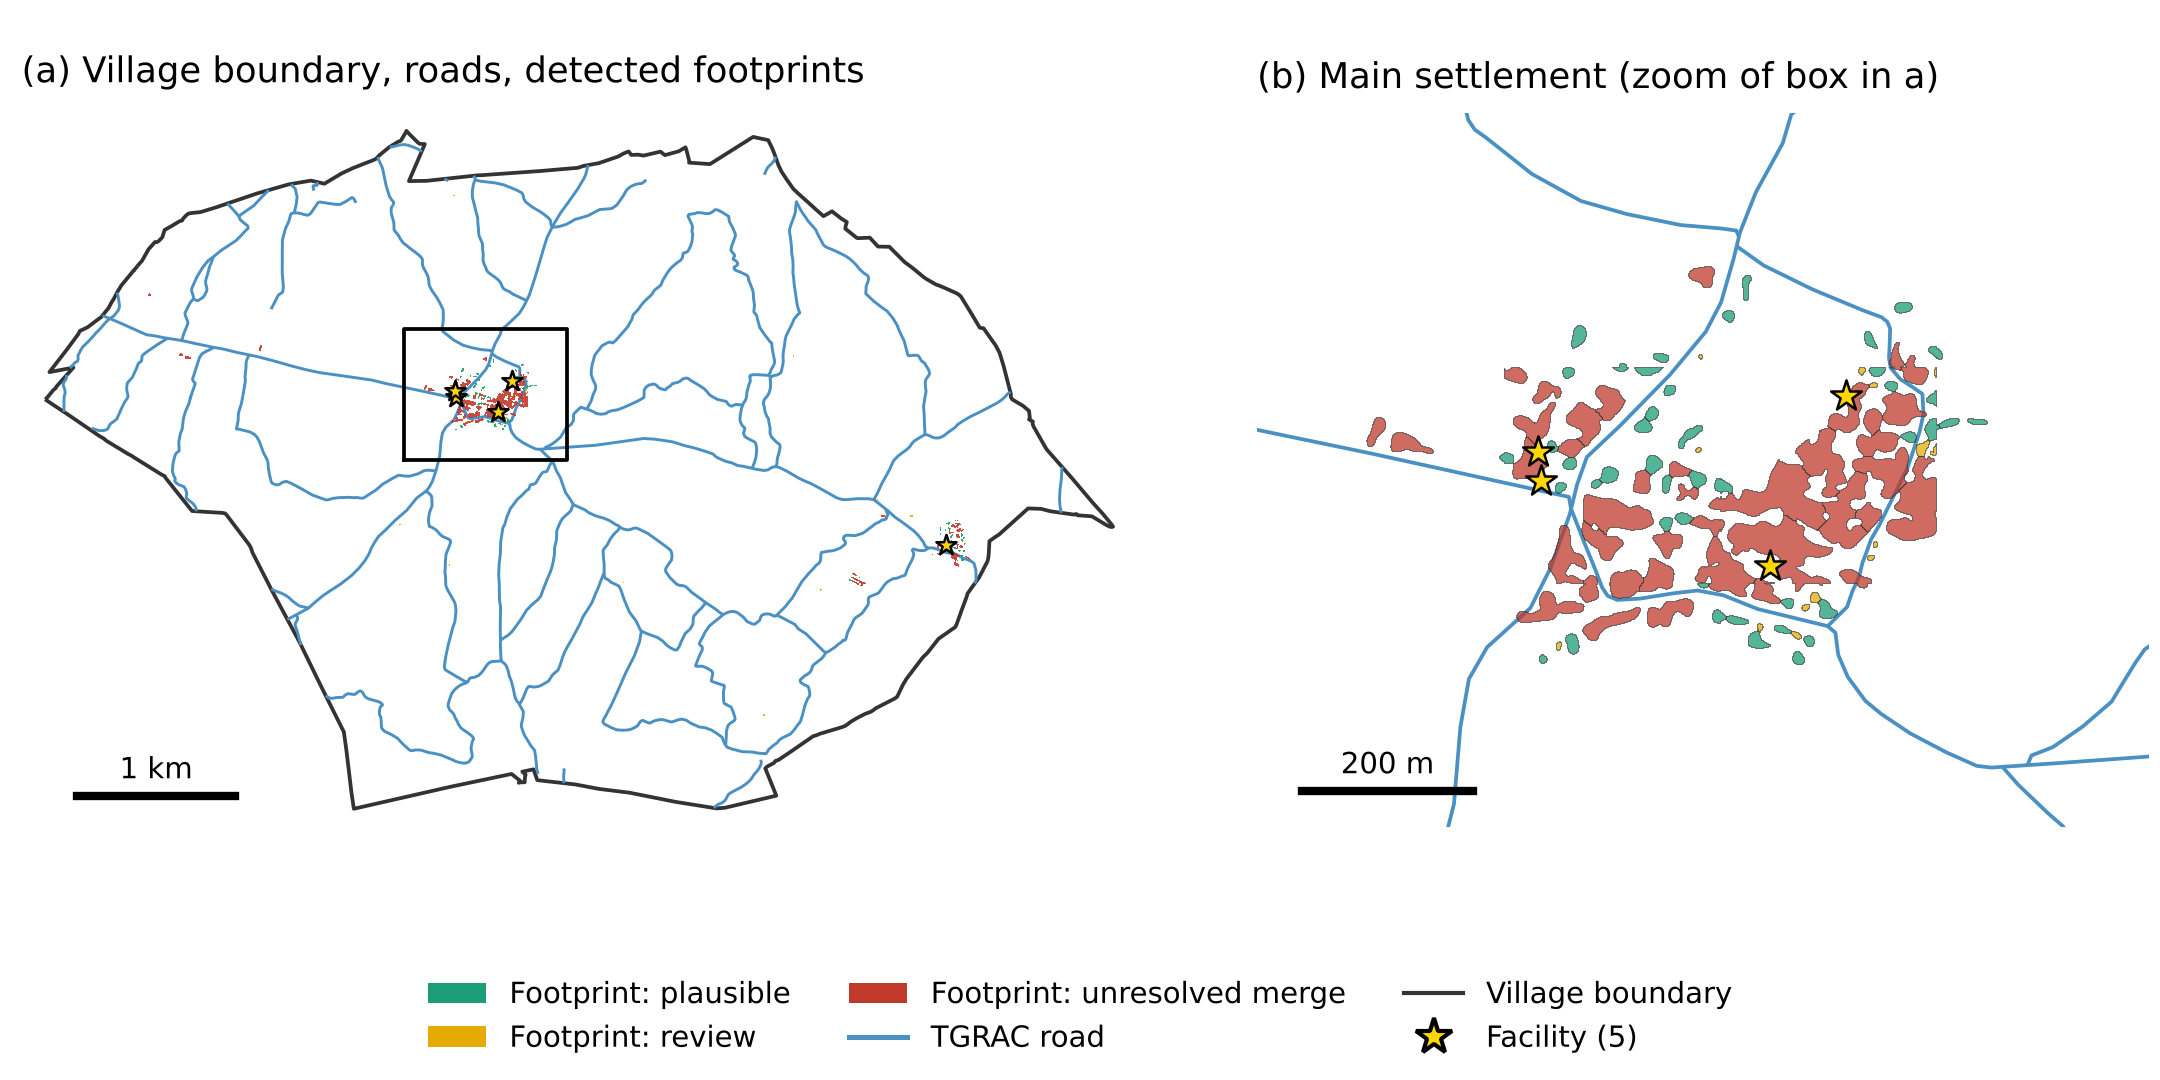 (a) Village boundary, roads, detected footprints
(b) Main settlement (zoom of box in a)
1 km
200 m
Footprint: plausible
Footprint: unresolved merge
Village boundary
Footprint: review
TGRAC road
Facility (5)